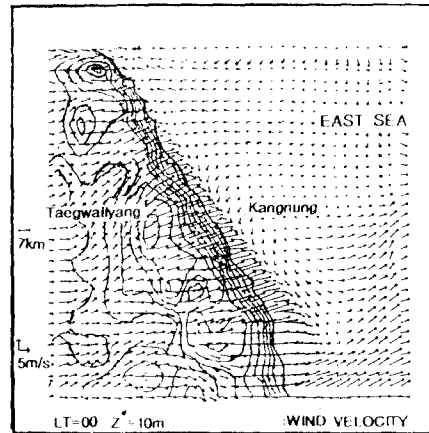 EAST SEA
Taegwallyang Kangnung
7km
5m/s
LT=00 Z*=10m WIND VELOCITY